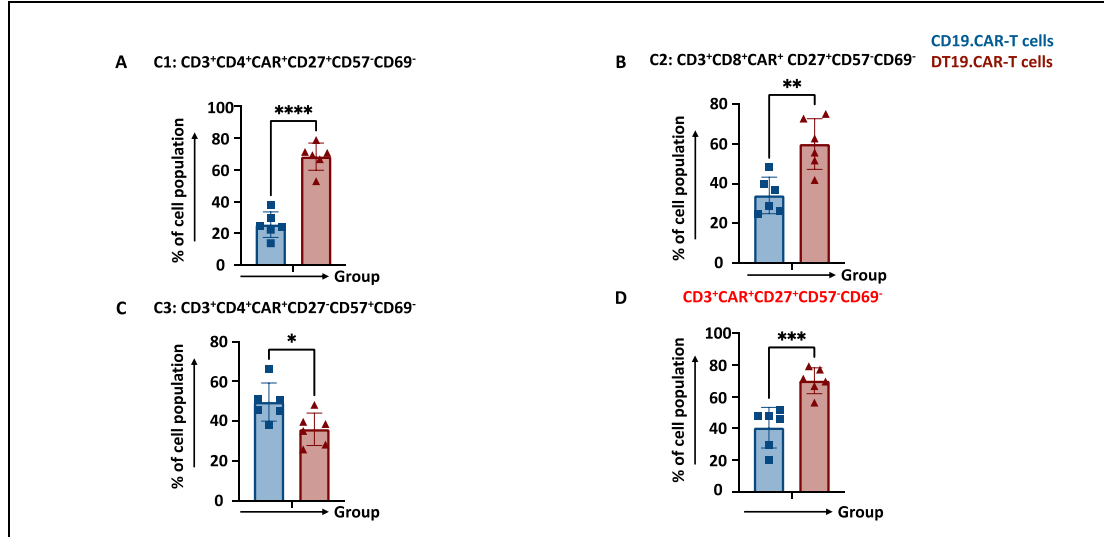 CD19.CAR-T cells
DT19.CAR-T cells
A C1: CD3⁺CD4⁺CAR⁺CD27⁺CD57⁻CD69⁻
% of cell population
100
80
60
40
20
0
****
Group
B C2: CD3⁺CD8⁺CAR⁺ CD27⁺CD57⁻CD69⁻
% of cell population
80
60
40
20
0
**
Group
C C3: CD3⁺CD4⁺CAR⁺CD27⁻CD57⁺CD69⁻
% of cell population
80
60
40
20
0
*
Group
D CD3⁺CAR⁺CD27⁺CD57⁻CD69⁻
% of cell population
100
80
60
40
20
0
***
Group